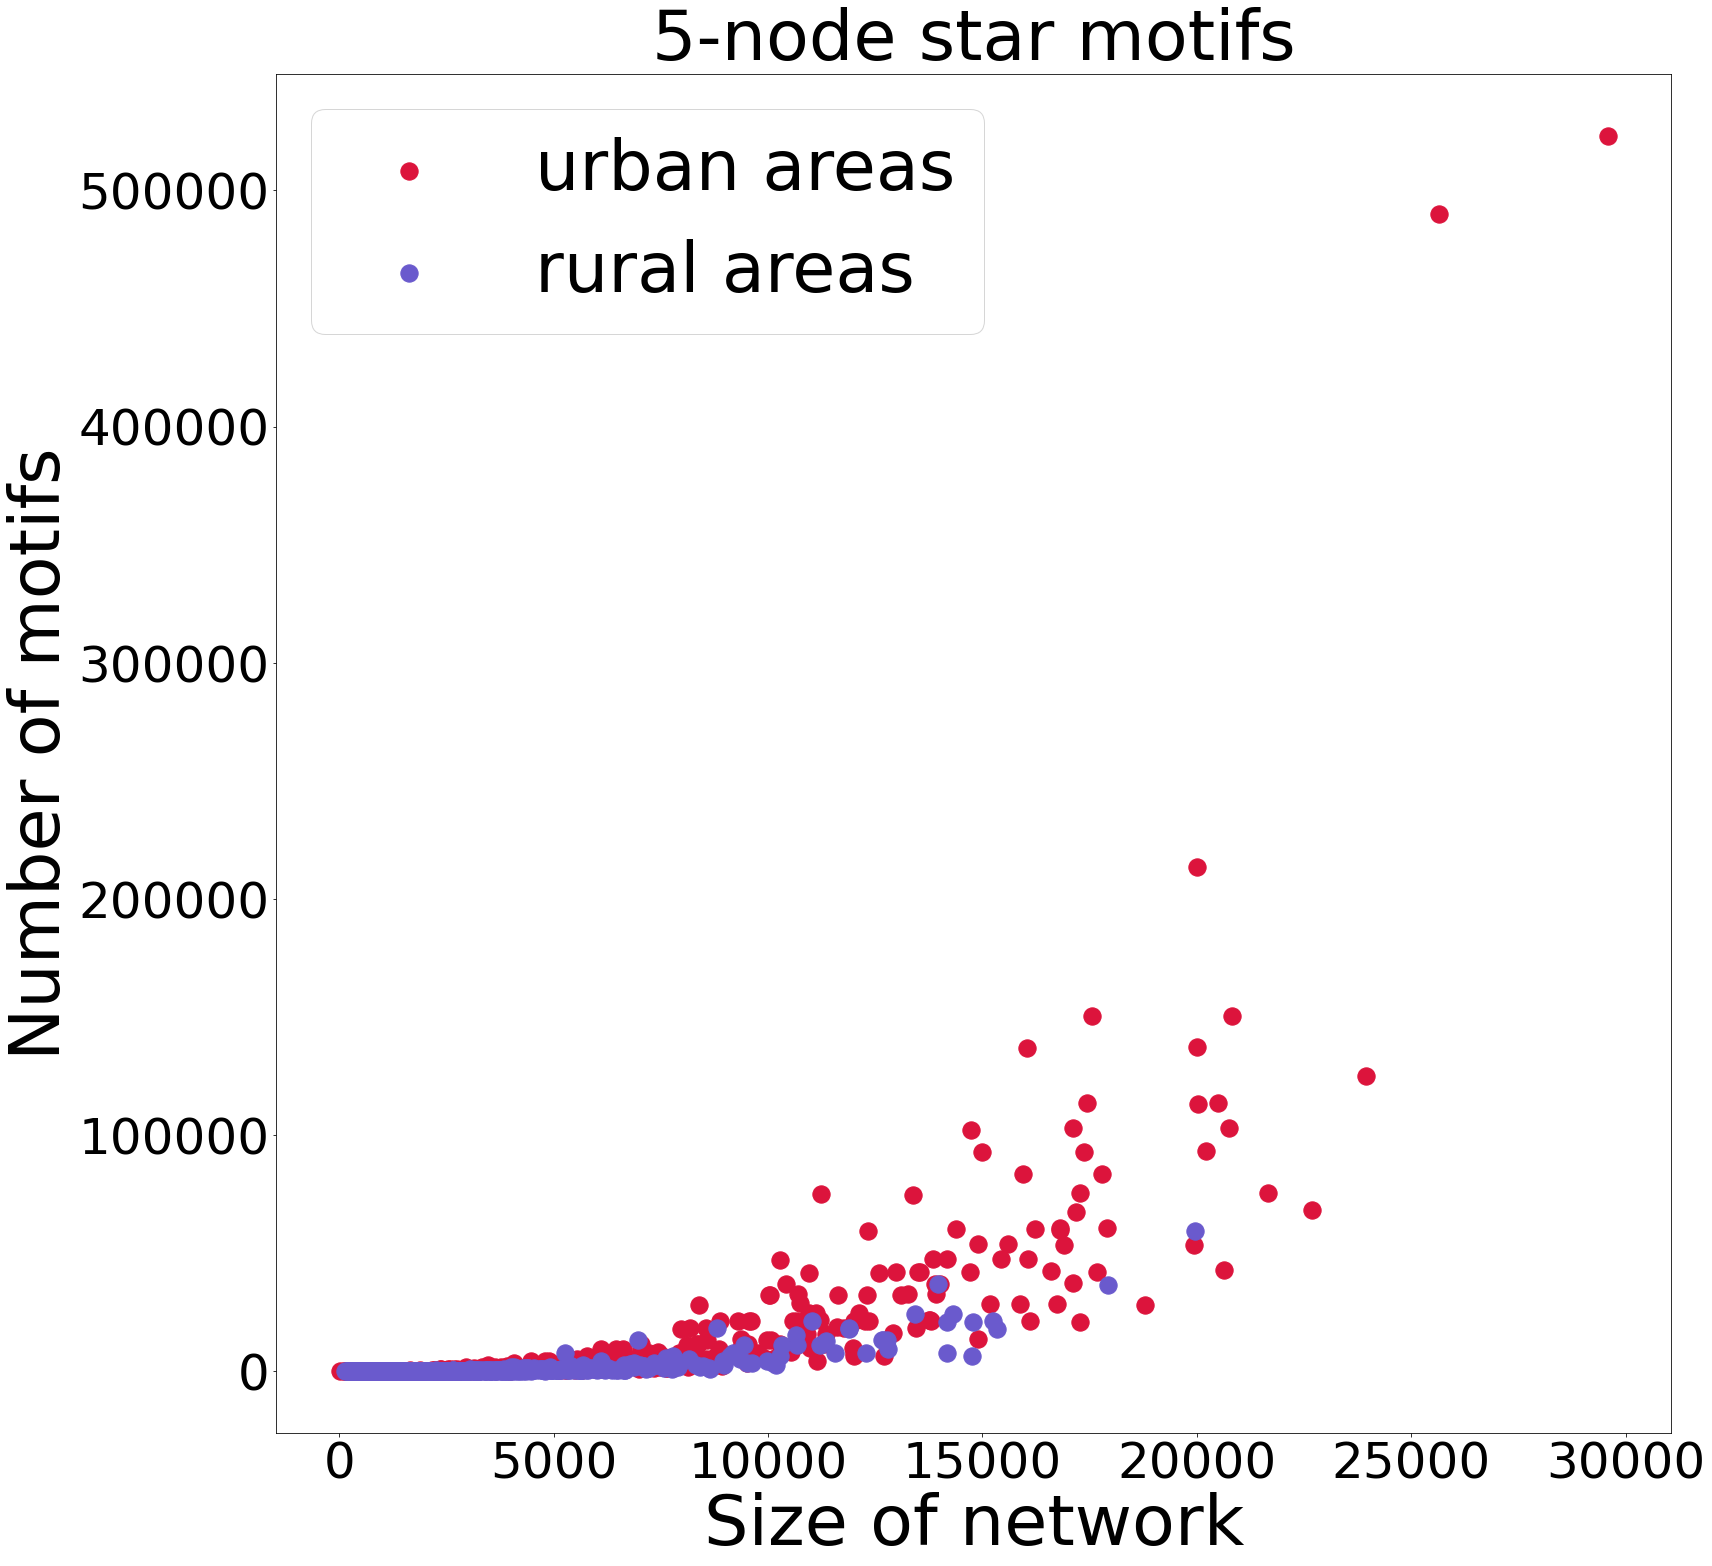 5-node star motifs
urban areas
rural areas
Number of motifs
500000
400000
300000
200000
100000
0
0 5000 10000 15000 20000 25000 30000
Size of network